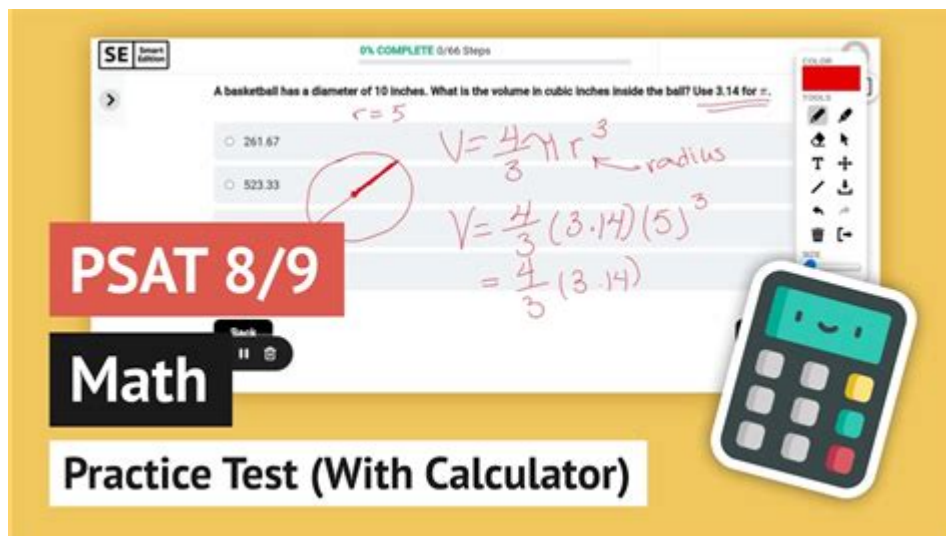 SE Smart Edition
0% COMPLETE 0/66 Steps
COLOR
A basketball has a diameter of 10 inches. What is the volume in cubic inches inside the ball? Use 3.14 for π.
TOOLS
r = 5
261.67
V = 4/3 π r³
radius
T
523.33
V = 4/3 (3.14)(5)³
= 4/3 (3.14)
SIZE
PSAT 8/9
Back
Math
Practice Test (With Calculator)